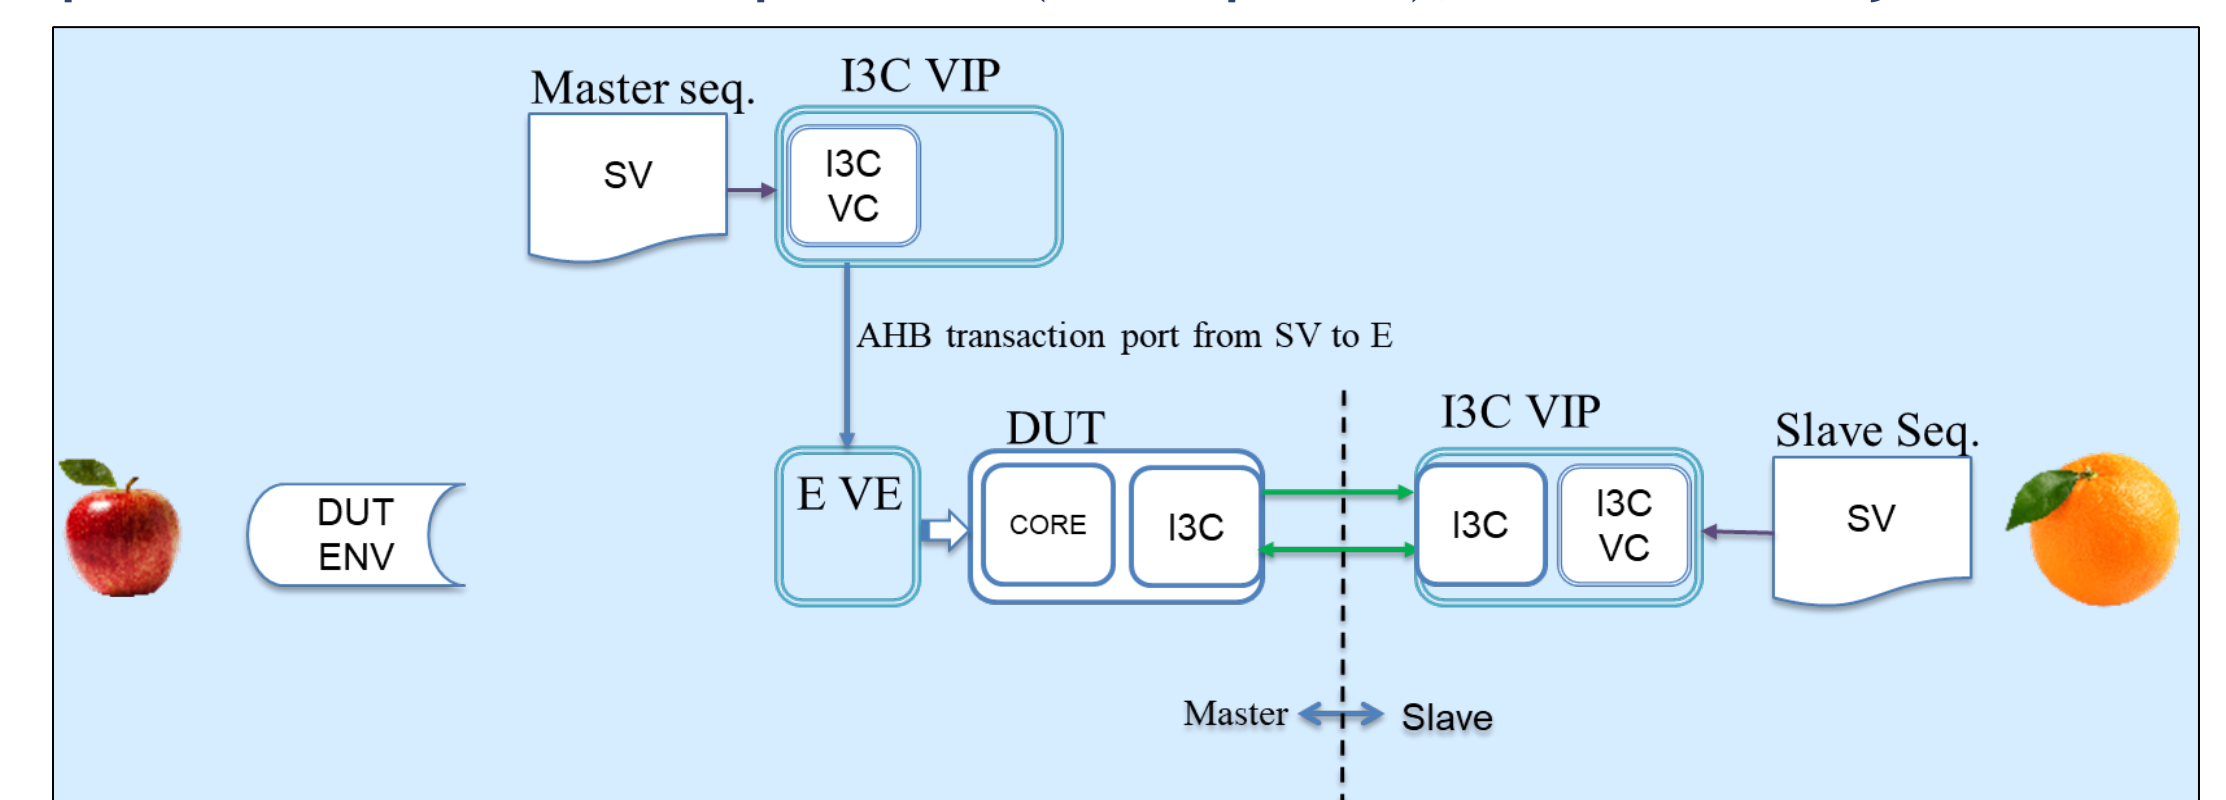 I3C VIP
Master seq.
SV
I3C
VC
AHB transaction port from SV to E
DUT
I3C VIP
Slave Seq.
DUT
ENV
E VE
CORE
I3C
I3C
I3C
VC
SV
Master
Slave